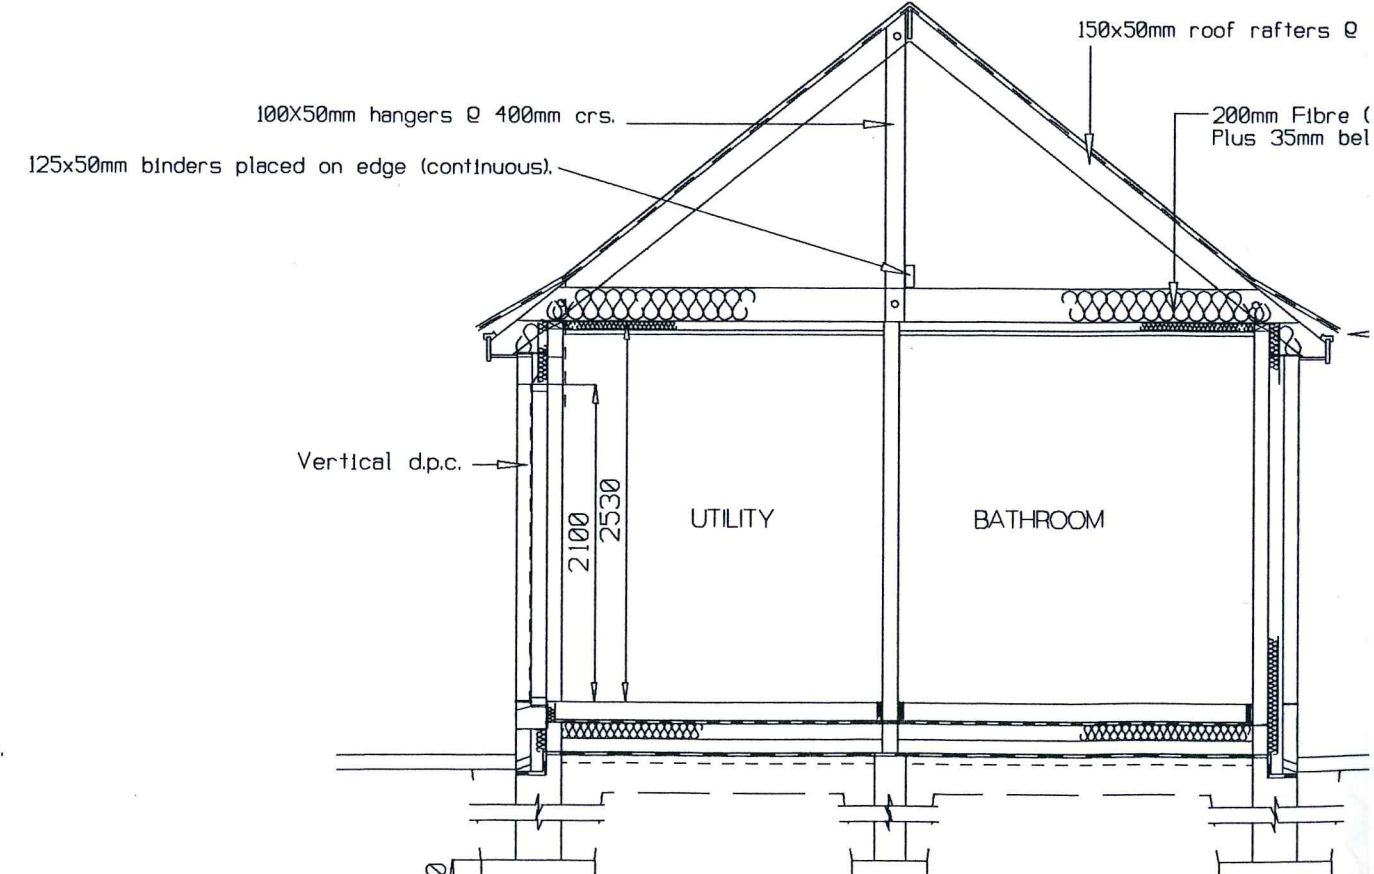 150x50mm roof rafters @
100X50mm hangers @ 400mm crs.
200mm Fibre (
Plus 35mm bel
125x50mm binders placed on edge (continuous).
Vertical d.p.c.
2100
2530
UTILITY
BATHROOM
0